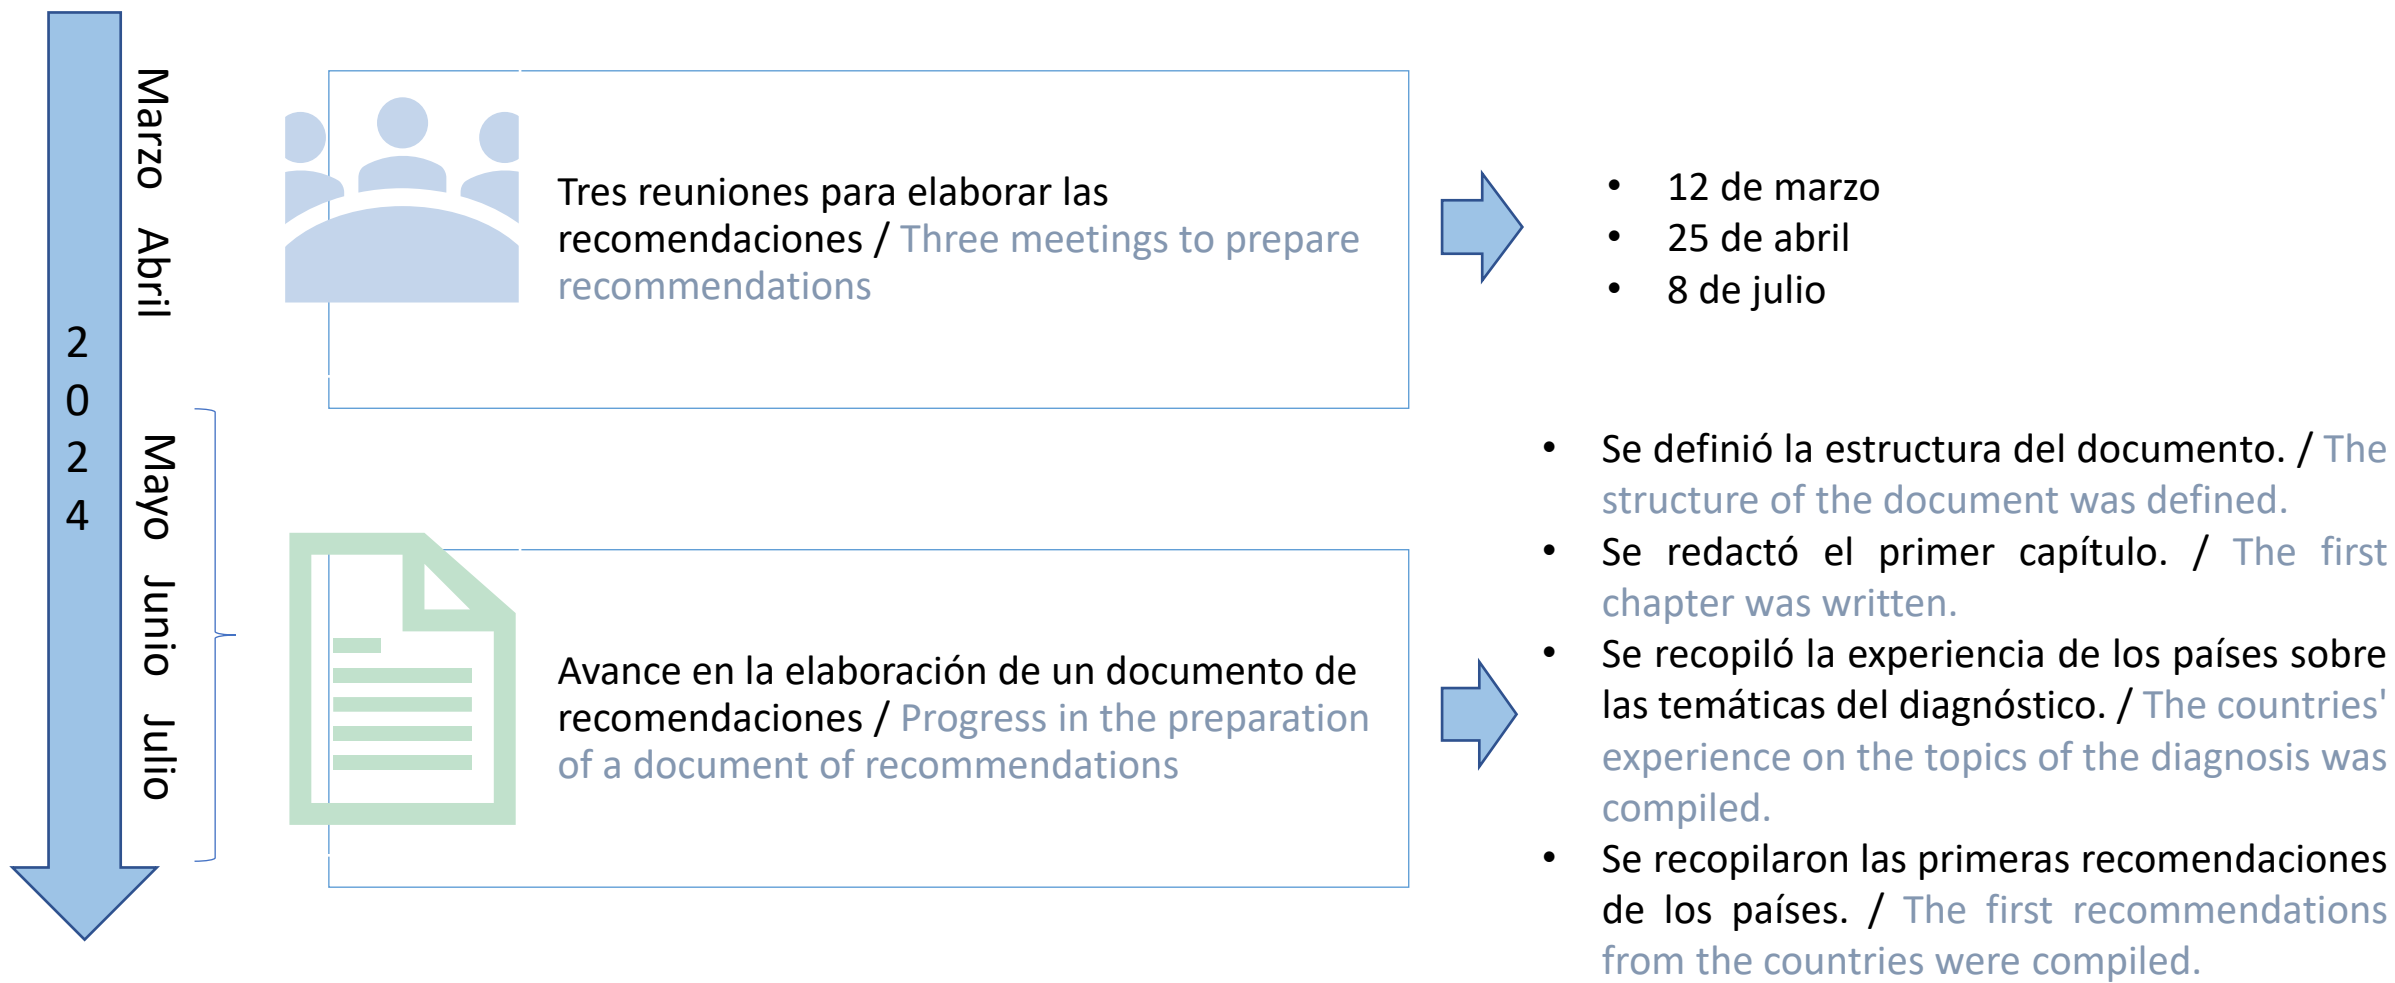 2
0
2
4
Marzo Abril
Mayo Junio Julio
Tres reuniones para elaborar las
recomendaciones / Three meetings to prepare
recommendations
• 12 de marzo
• 25 de abril
• 8 de julio
Avance en la elaboración de un documento de
recomendaciones / Progress in the preparation
of a document of recommendations
• Se definió la estructura del documento. / The
structure of the document was defined.
• Se redactó el primer capítulo. / The first
chapter was written.
• Se recopiló la experiencia de los países sobre
las temáticas del diagnóstico. / The countries'
experience on the topics of the diagnosis was
compiled.
• Se recopilaron las primeras recomendaciones
de los países. / The first recommendations
from the countries were compiled.